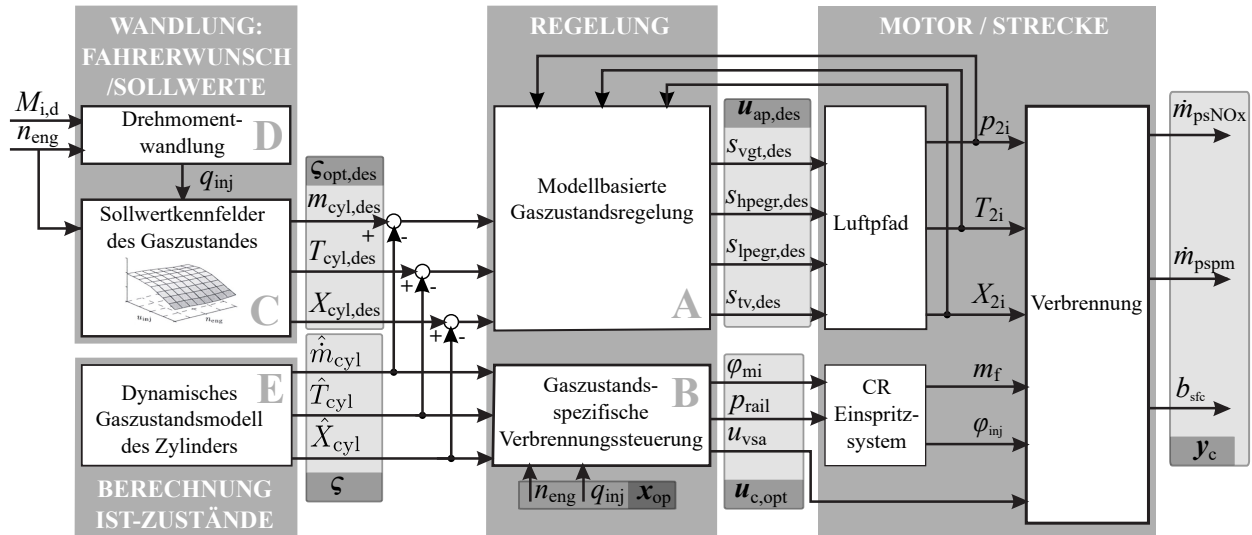 WANDLUNG:
FAHRERWUNSCH
/SOLLWERTE
REGELUNG
MOTOR / STRECKE
M_i,d
n_eng
Drehmoment-
wandlung
D
q_inj
Sollwertkennfelder
des Gaszustandes
u_inj
n_eng
C
ς_opt,des
m_cyl,des
+
-
T_cyl,des
+
-
X_cyl,des
+
-
Modellbasierte
Gaszustandsregelung
A
u_ap,des
s_vgt,des
s_hpegr,des
s_lpegr,des
s_tv,des
Luftpfad
p_2i
T_2i
X_2i
Verbrennung
ṁ_psNOx
ṁ_pspm
b_sfc
y_c
Dynamisches
Gaszustandsmodell
des Zylinders
E
BERECHNUNG
IST-ZUSTÄNDE
ṁ̂_cyl
T̂_cyl
X̂_cyl
ς
Gaszustands-
spezifische
Verbrennungssteuerung
B
n_eng q_inj x_op
φ_mi
p_rail
u_vsa
u_c,opt
CR
Einspritz-
system
m_f
φ_inj